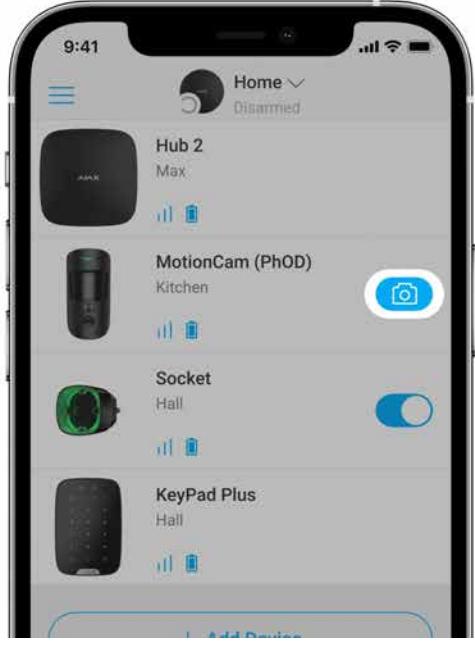 9:41
Home
Disarmed
AJAX
Hub 2
Max
MotionCam (PhOD)
Kitchen
Socket
Hall
KeyPad Plus
Hall
+ Add Device